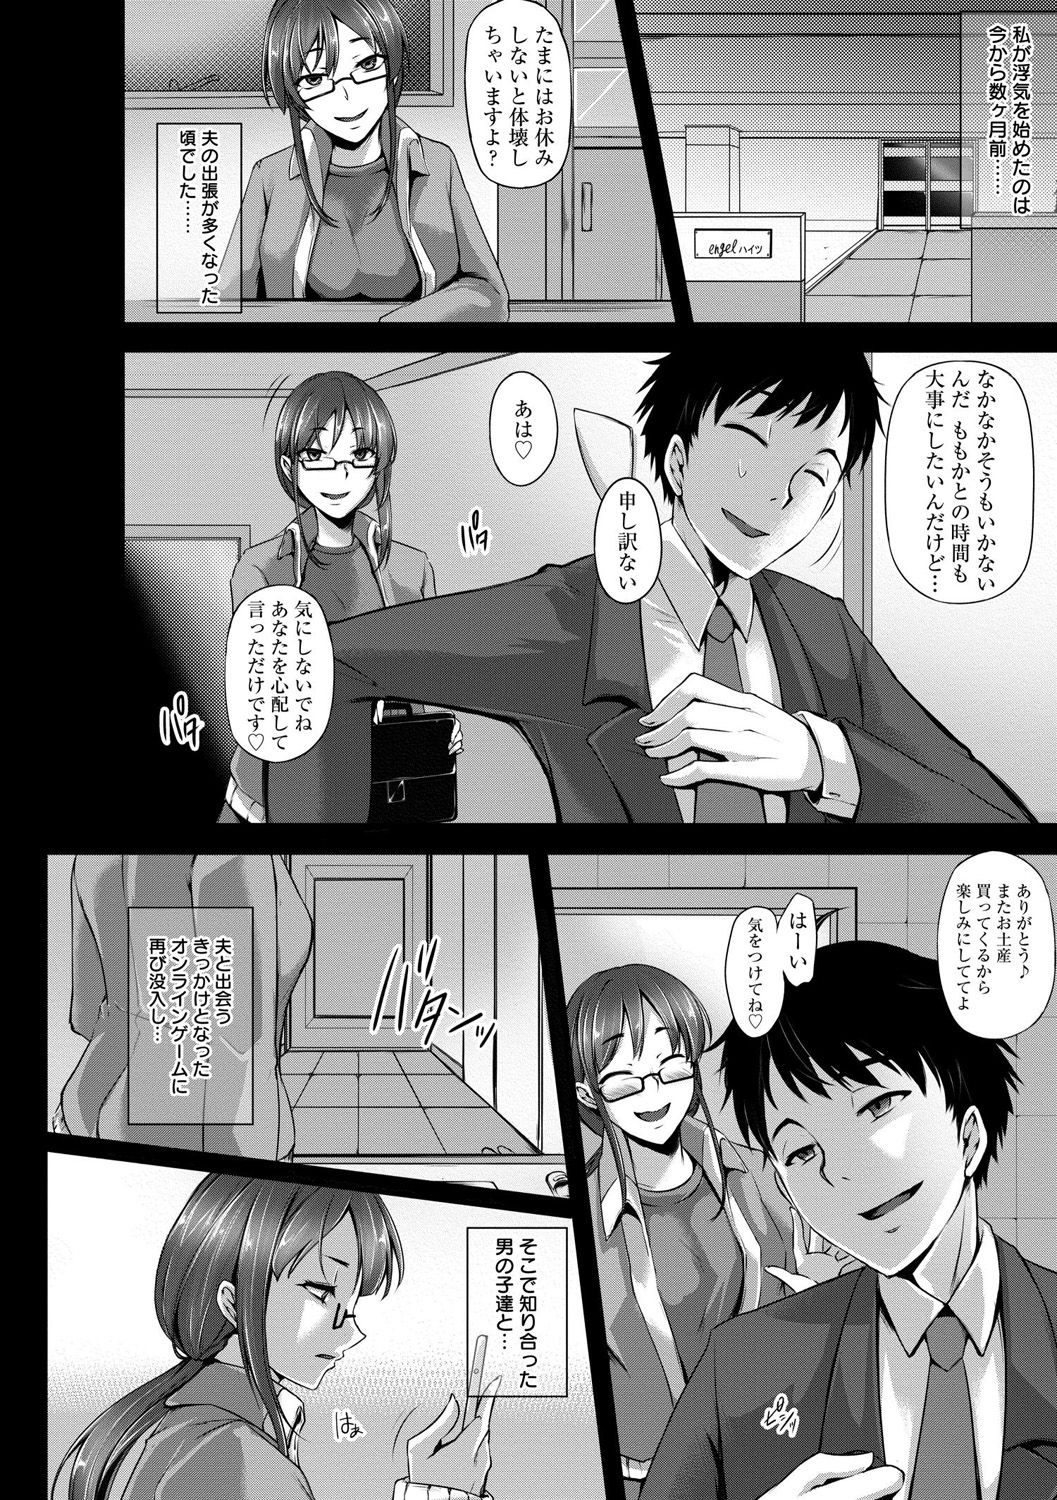 私が浮気を始めたのは
今から数ヶ月前……
engelハイツ
たまにはお休み
しないと体壊し
ちゃいますよ？
夫の出張が多くなった
頃でした……
なかなかそうもいかない
んだ ももかとの時間も
大事にしたいんだけど…
申し訳ない
あは♡
パタ
気にしないでね
あなたを心配して
言っただけです♡
パタ
ありがとう♪
またお土産
買ってくるから
楽しみにしててよ
はーい
気をつけてね♡
バタンッ
夫と出会う
きっかけとなった
オンラインゲームに
再び没入し…
そこで知り合った
男の子達と…
はぁ